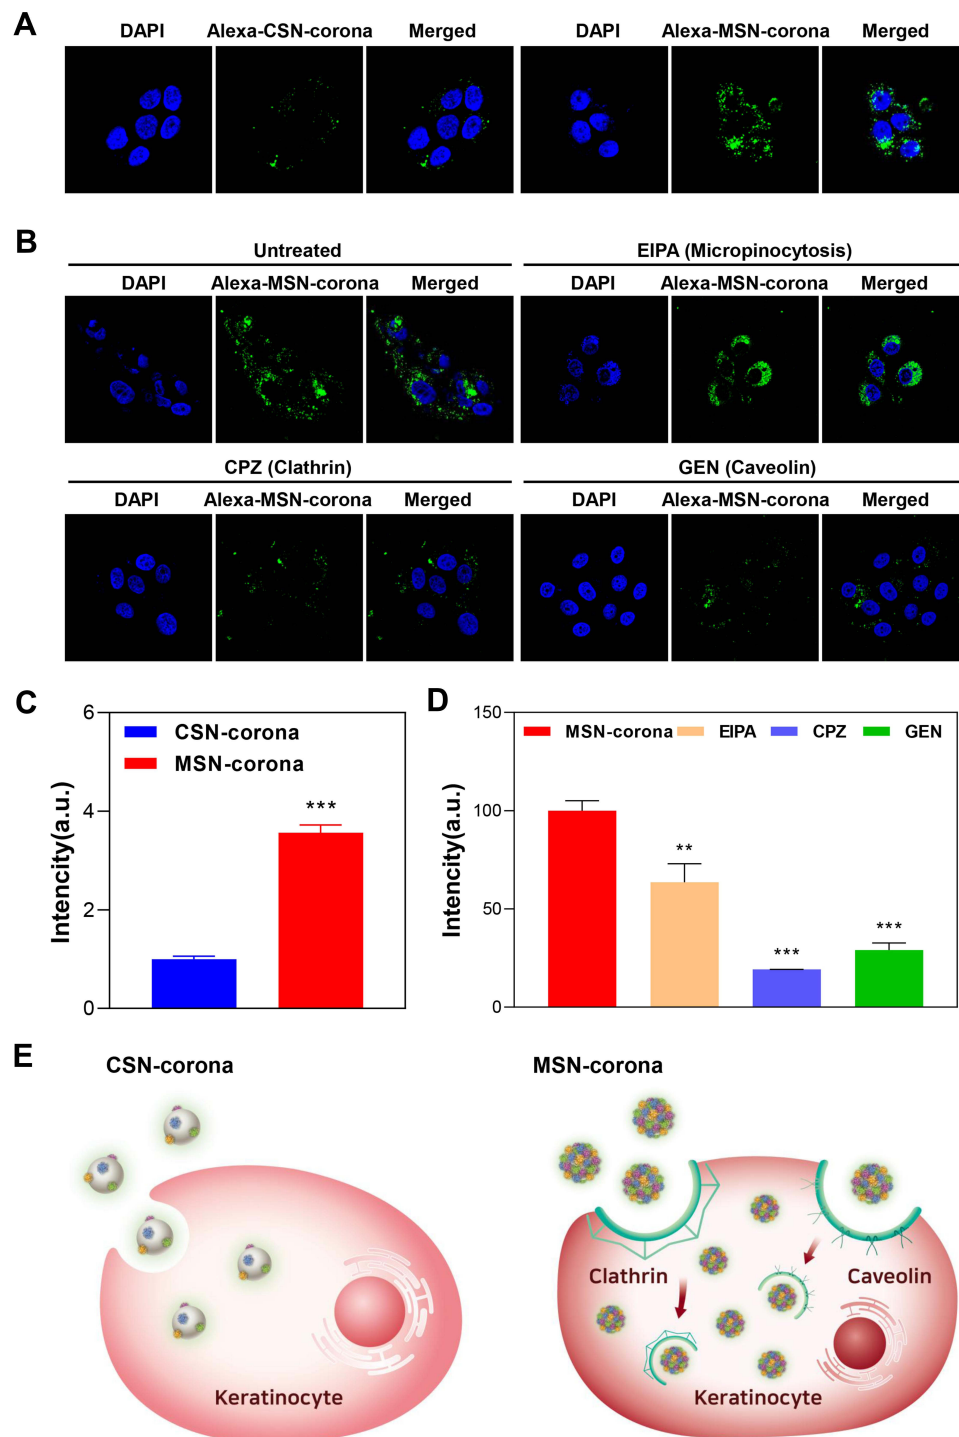 A
DAPI Alexa-CSN-corona Merged DAPI Alexa-MSN-corona Merged
B
Untreated EIPA (Micropinocytosis)
DAPI Alexa-MSN-corona Merged DAPI Alexa-MSN-corona Merged
CPZ (Clathrin) GEN (Caveolin)
DAPI Alexa-MSN-corona Merged DAPI Alexa-MSN-corona Merged
C
Intencity(a.u.)
6
4
2
0
CSN-corona
MSN-corona
***
D
Intencity(a.u.)
150
100
50
0
MSN-corona EIPA CPZ GEN
**
***
***
E
CSN-corona MSN-corona
Keratinocyte
Clathrin Caveolin
Keratinocyte